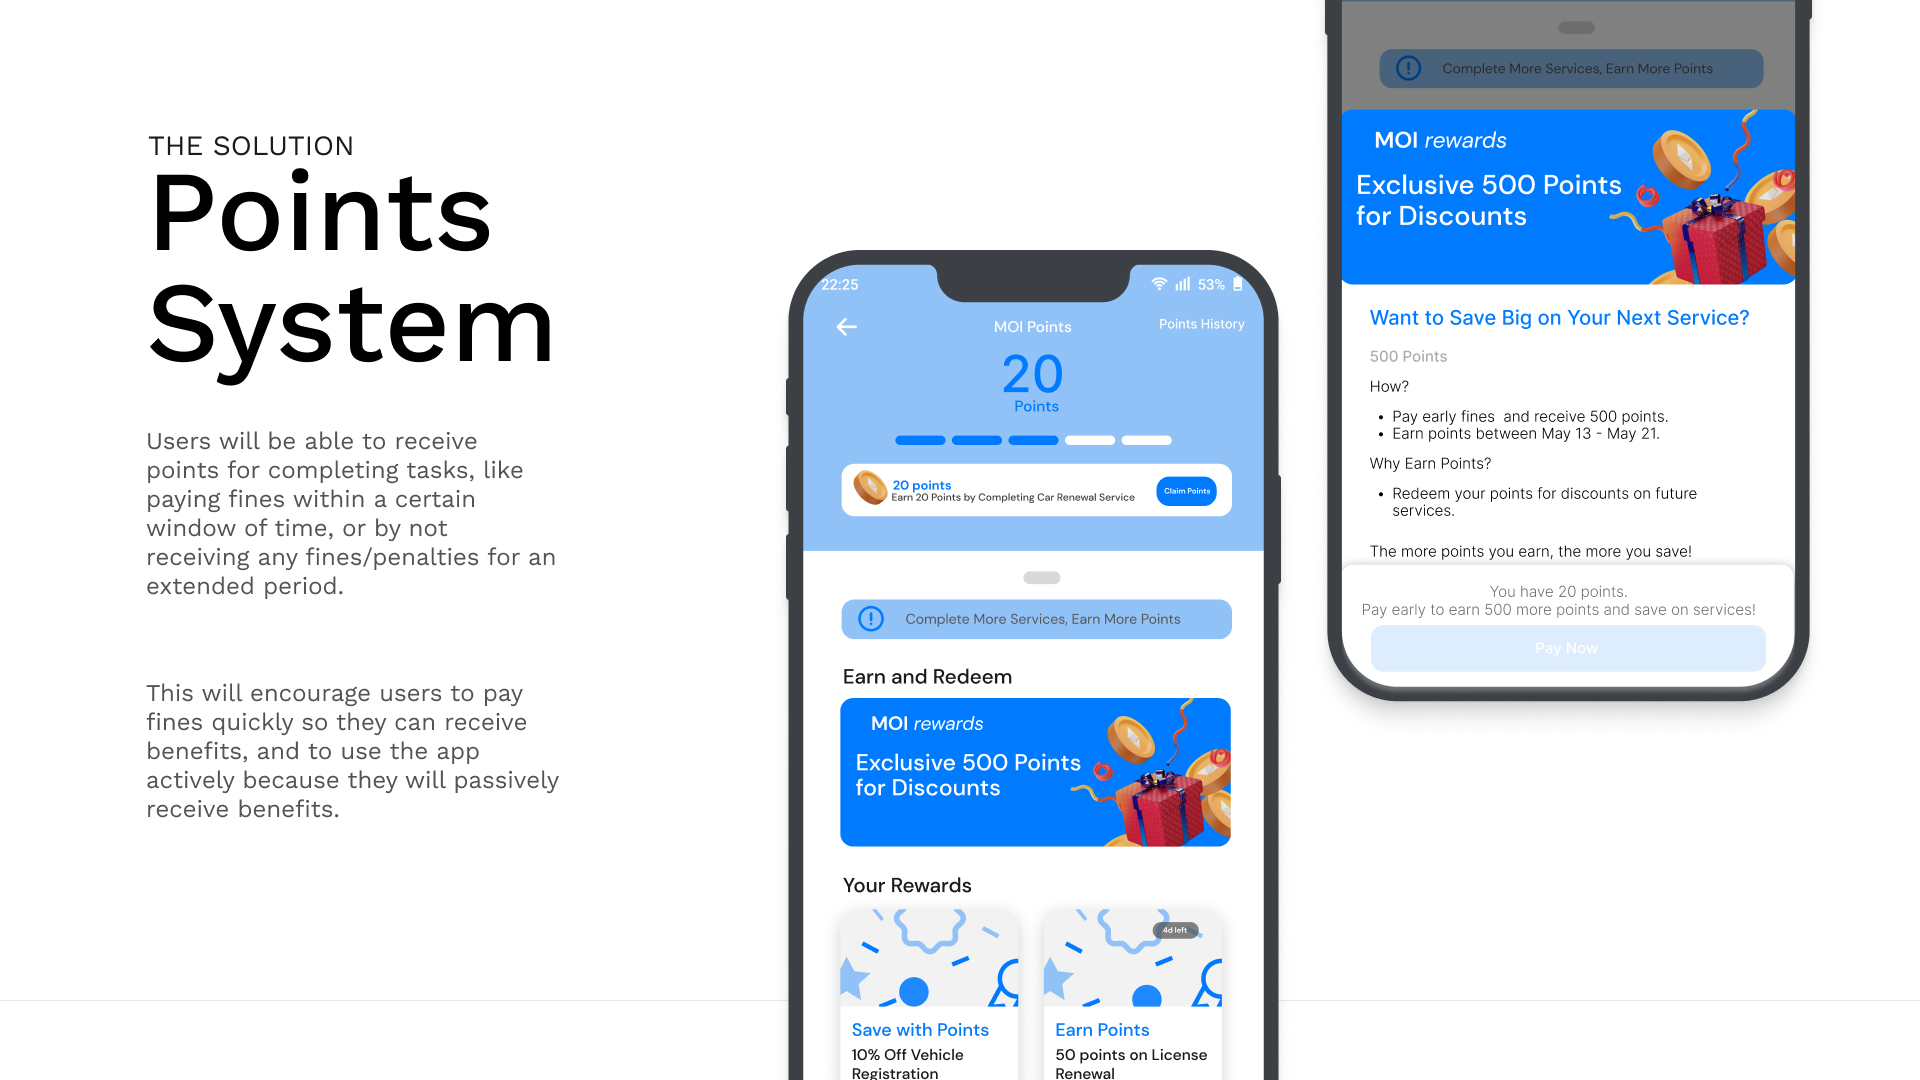 THE SOLUTION
Points
System
Users will be able to receive
points for completing tasks, like
paying fines within a certain
window of time, or by not
receiving any fines/penalties for an
extended period.
This will encourage users to pay
fines quickly so they can receive
benefits, and to use the app
actively because they will passively
receive benefits.
22:25
53%
MOI Points
Points History
20
Points
20 points
Earn 20 Points by Completing Car Renewal Service
Claim Points
Complete More Services, Earn More Points
Earn and Redeem
MOI rewards
Exclusive 500 Points
for Discounts
Your Rewards
Save with Points
10% Off Vehicle
Registration
4d left
Earn Points
50 points on License
Renewal
Complete More Services, Earn More Points
MOI rewards
Exclusive 500 Points
for Discounts
Want to Save Big on Your Next Service?
500 Points
How?
• Pay early fines  and receive 500 points.
• Earn points between May 13 - May 21.
Why Earn Points?
• Redeem your points for discounts on future
services.
The more points you earn, the more you save!
You have 20 points.
Pay early to earn 500 more points and save on services!
Pay Now